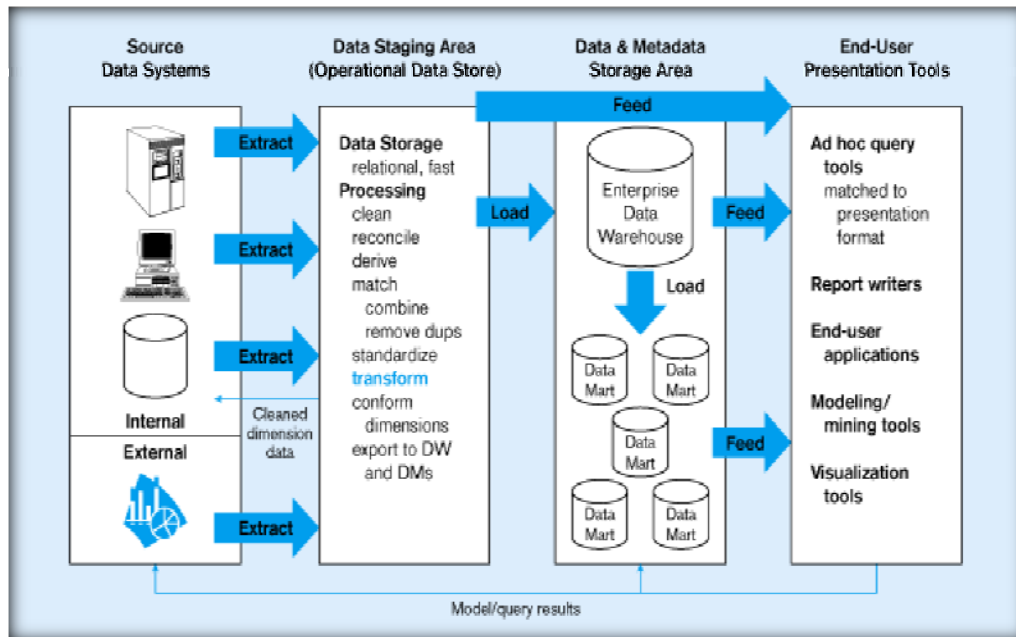 Source
Data Systems
Data Staging Area
(Operational Data Store)
Data & Metadata
Storage Area
End-User
Presentation Tools
Extract
Extract
Extract
Internal
External
Extract
Cleaned
dimension
data
Data Storage
relational, fast
Processing
clean
reconcile
derive
match
combine
remove dups
standardize
transform
conform
dimensions
export to DW
and DMs
Feed
Load
Enterprise
Data
Warehouse
Feed
Load
Data
Mart
Data
Mart
Data
Mart
Data
Mart
Data
Mart
Feed
Ad hoc query
tools
matched to
presentation
format
Report writers
End-user
applications
Modeling/
mining tools
Visualization
tools
Model/query results